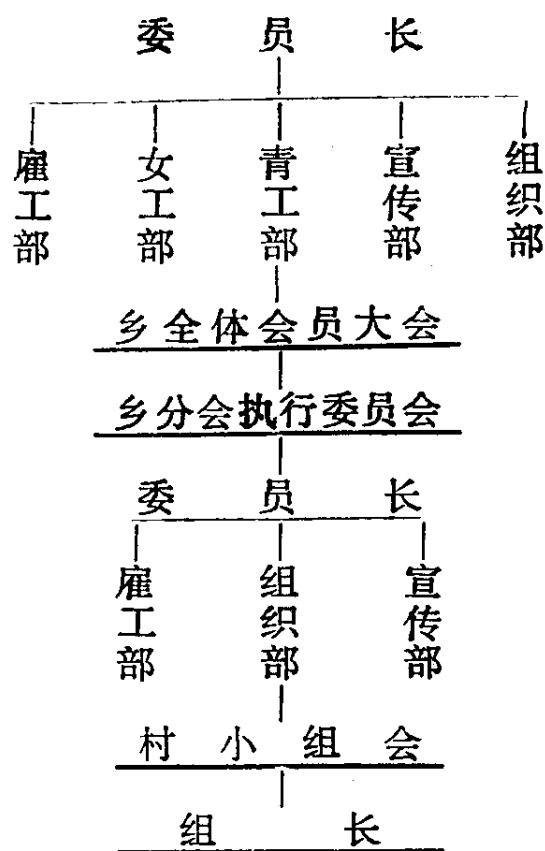 委员长
雇工部
女工部
青工部
宣传部
组织部
乡全体会员大会
乡分会执行委员会
委员长
雇工部
组织部
宣传部
村小组会
组长